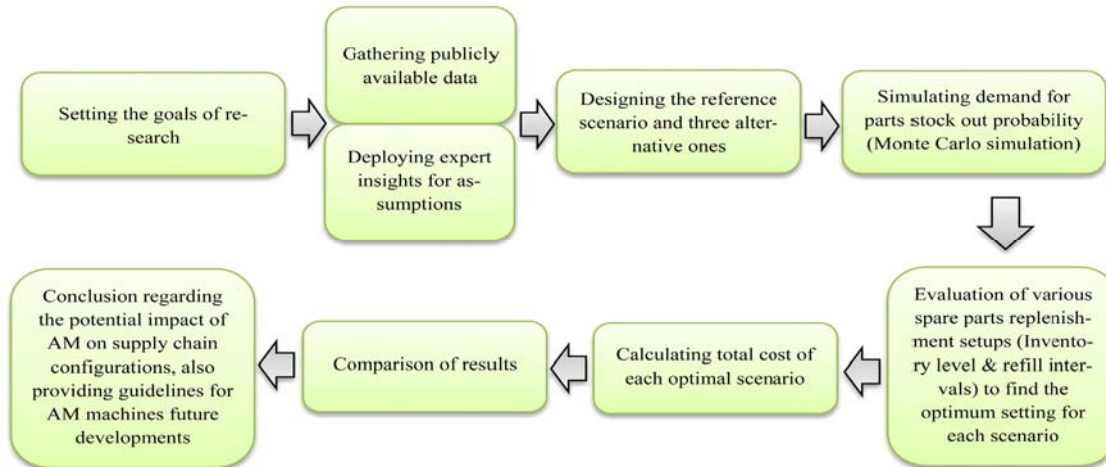 Setting the goals of re-
search
Gathering publicly
available data
Deploying expert
insights for as-
sumptions
Designing the reference
scenario and three alter-
native ones
Simulating demand for
parts stock out probability
(Monte Carlo simulation)
Evaluation of various
spare parts replenish-
ment setups (Invento-
ry level & refill inter-
vals) to find the
optimum setting for
each scenario
Calculating total cost of
each optimal scenario
Comparison of results
Conclusion regarding
the potential impact of
AM on supply chain
configurations, also
providing guidelines for
AM machines future
developments